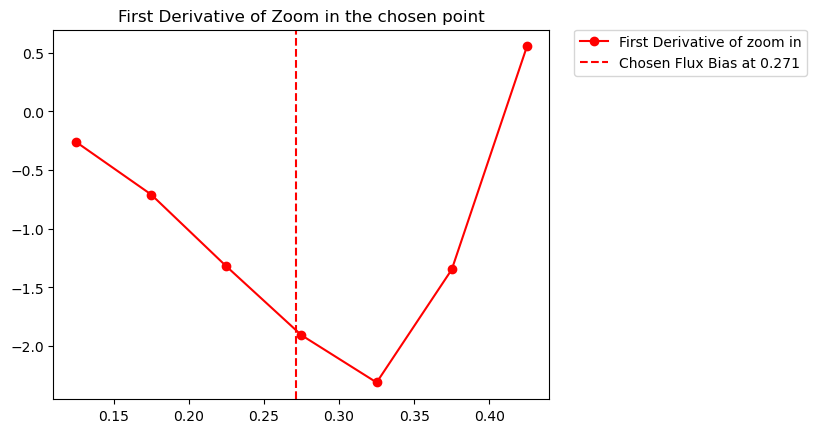 First Derivative of Zoom in the chosen point
First Derivative of zoom in
Chosen Flux Bias at 0.271
0.5
0.0
−0.5
−1.0
−1.5
−2.0
0.15 0.20 0.25 0.30 0.35 0.40